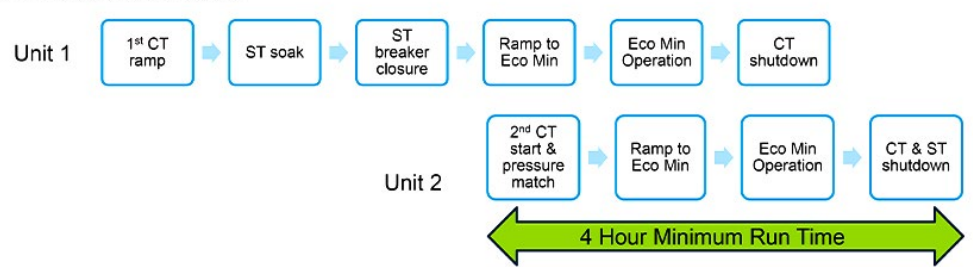 Unit 1
1st CT
ramp
ST soak
ST
breaker
closure
Ramp to
Eco Min
Eco Min
Operation
CT
shutdown
Unit 2
2nd CT
start &
pressure
match
Ramp to
Eco Min
Eco Min
Operation
CT & ST
shutdown
4 Hour Minimum Run Time